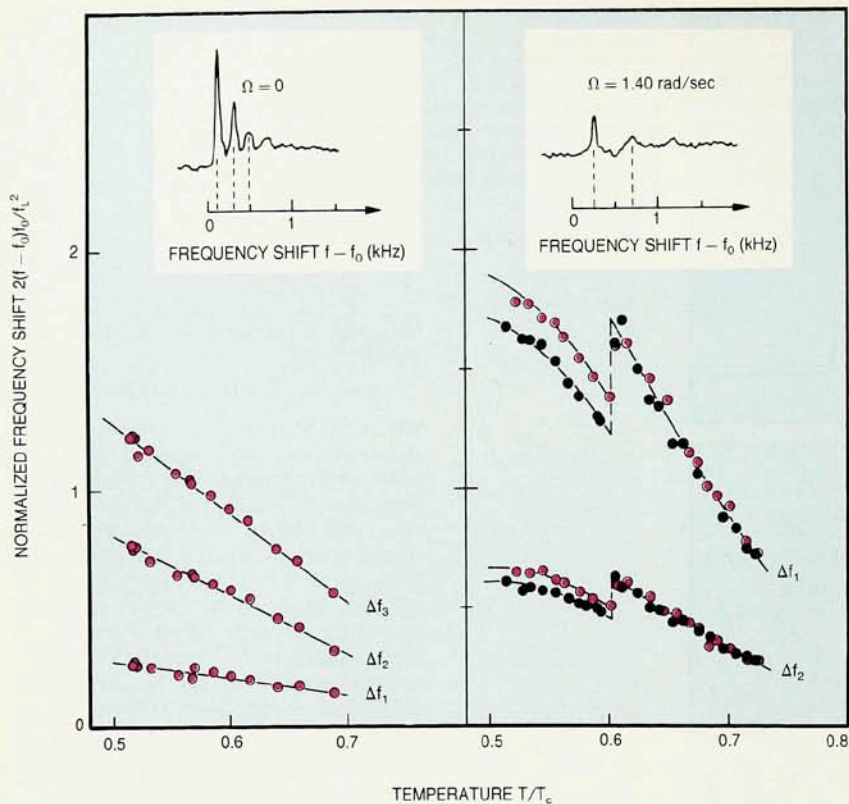 Ω = 0
0 1
FREQUENCY SHIFT f − f₀ (kHz)
Ω = 1.40 rad/sec
0 1
FREQUENCY SHIFT f − f₀ (kHz)
NORMALIZED FREQUENCY SHIFT 2(f − f₀)f₀/f_L²
2
1
0
Δf₃
Δf₂
Δf₁
Δf₁
Δf₂
0.5 0.6 0.7 0.5 0.6 0.7 0.8
TEMPERATURE T/T_c